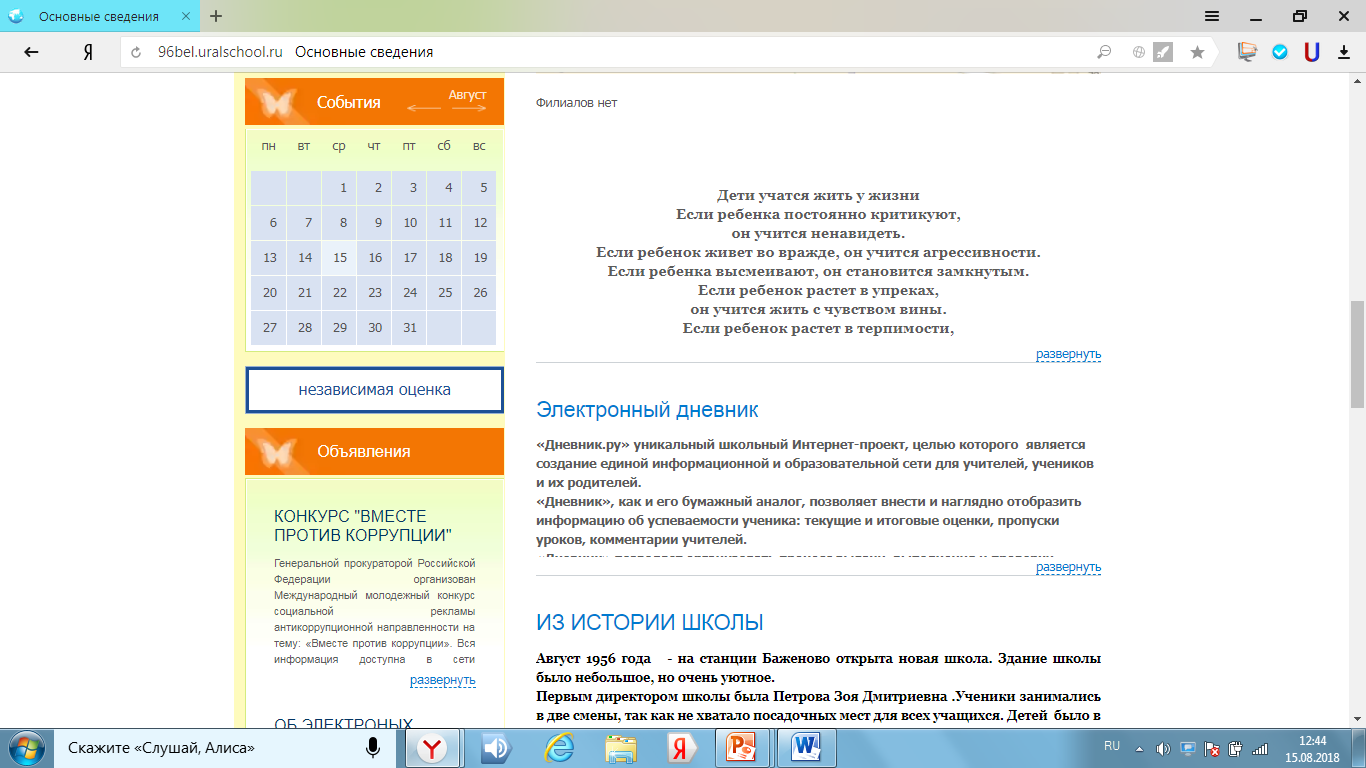 Основные сведения
96bel.uralschool.ru Основные сведения
События
Август
пн вт ср чт пт сб вс
1 2 3 4 5
6 7 8 9 10 11 12
13 14 15 16 17 18 19
20 21 22 23 24 25 26
27 28 29 30 31
независимая оценка
Объявления
КОНКУРС "ВМЕСТЕ
ПРОТИВ КОРРУПЦИИ"
Генеральной прокуратурой Российской
Федерации организован
Международный молодежный конкурс
социальной рекламы
антикоррупционной направленности на
тему: «Вместе против коррупции». Вся
информация доступна в сети
развернуть
ОБ ЭЛЕКТРОНЫХ
Филиалов нет
Дети учатся жить у жизни
Если ребенка постоянно критикуют,
он учится ненавидеть.
Если ребенок живет во вражде, он учится агрессивности.
Если ребенка высмеивают, он становится замкнутым.
Если ребенок растет в упреках,
он учится жить с чувством вины.
Если ребенок растет в терпимости,
развернуть
Электронный дневник
«Дневник.ру» уникальный школьный Интернет-проект, целью которого является
создание единой информационной и образовательной сети для учителей, учеников
и их родителей.
«Дневник», как и его бумажный аналог, позволяет внести и наглядно отобразить
информацию об успеваемости ученика: текущие и итоговые оценки, пропуски
уроков, комментарии учителей.
развернуть
ИЗ ИСТОРИИ ШКОЛЫ
Август 1956 года - на станции Баженово открыта новая школа. Здание школы
было небольшое, но очень уютное.
Первым директором школы была Петрова Зоя Дмитриевна .Ученики занимались
в две смены, так как не хватало посадочных мест для всех учащихся. Детей было в
Скажите «Слушай, Алиса»
RU
12:44
15.08.2018